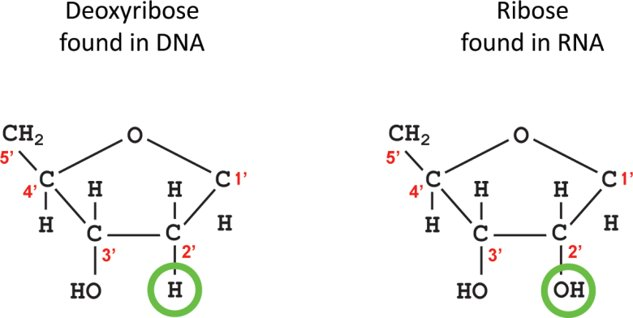 Deoxyribose
found in DNA
Ribose
found in RNA
CH2
5'
O
C
1'
4'
H
H
H
H
C
3'
C
2'
HO
H
CH2
5'
O
C
1'
4'
C
H
H
H
H
C
3'
C
2'
HO
OH